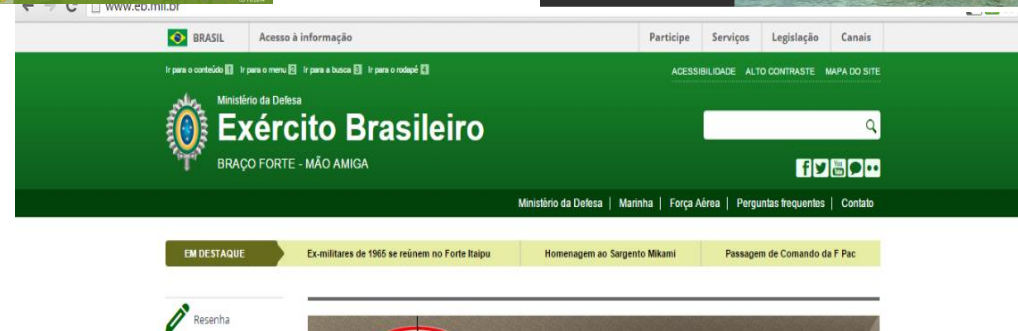 www.eb.mil.br
BRASIL Acesso à informação Participe Serviços Legislação Canais
Ir para o conteúdo 1 Ir para o menu 2 Ir para a busca 3 Ir para o rodapé 4 ACESSIBILIDADE ALTO CONTRASTE MAPA DO SITE
Ministério da Defesa
Exército Brasileiro
BRAÇO FORTE - MÃO AMIGA
Ministério da Defesa | Marinha | Força Aérea | Perguntas frequentes | Contato
EM DESTAQUE Ex-militares de 1965 se reúnem no Forte Itaipu Homenagem ao Sargento Mikami Passagem de Comando da F Pac
Resenha